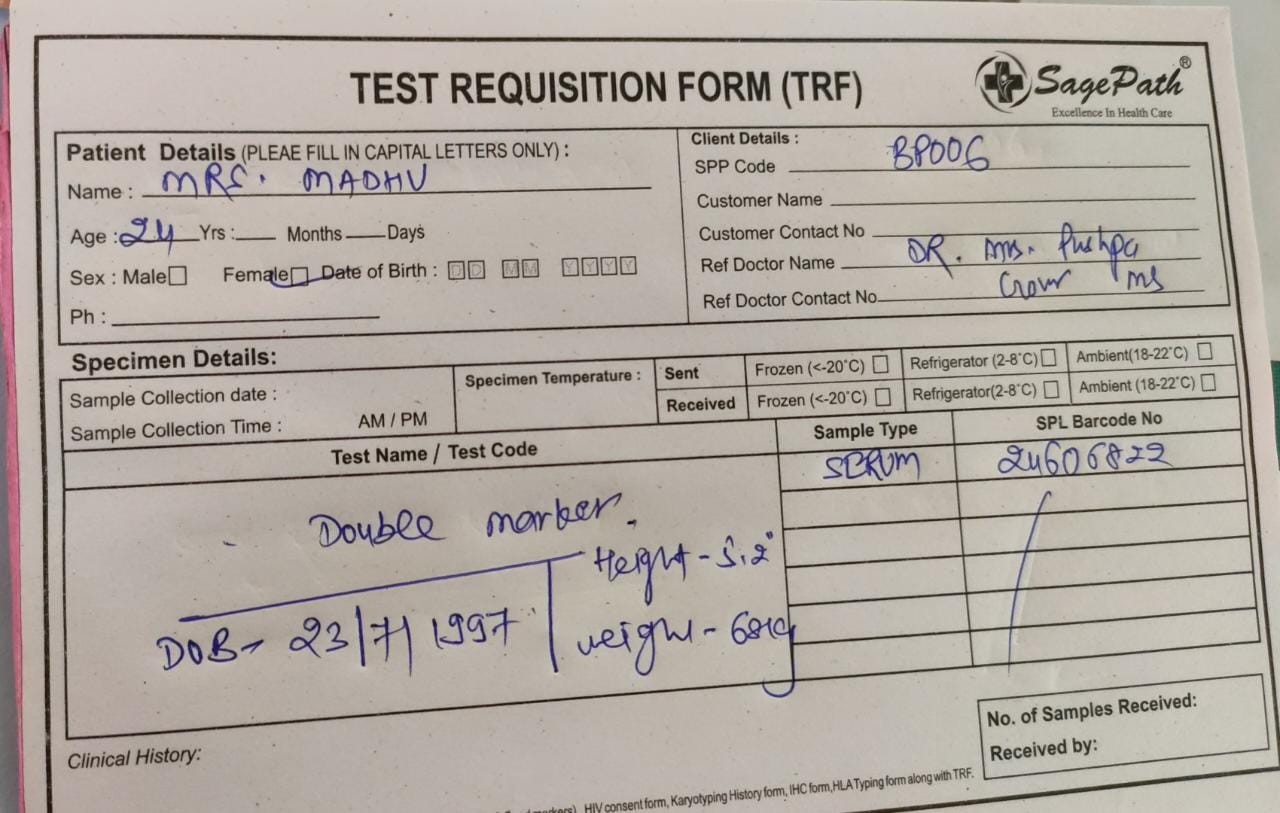 TEST REQUISITION FORM (TRF)
SagePath®
Excellence In Health Care
Patient Details (PLEAE FILL IN CAPITAL LETTERS ONLY) :
Name : MRS. MADHU
Age : 24 Yrs : Months Days
Sex : Male Female Date of Birth : D D M M Y Y Y Y
Ph :
Client Details :
SPP Code BP006
Customer Name
Customer Contact No
Ref Doctor Name DR. Mrs. Pushpa
Ref Doctor Contact No.
Specimen Details:
Sample Collection date :
Sample Collection Time : AM / PM
Specimen Temperature :
Sent Frozen (<-20°C) Refrigerator (2-8°C) Ambient(18-22°C)
Received Frozen (<-20°C) Refrigerator(2-8°C) Ambient (18-22°C)
Test Name / Test Code Sample Type SPL Barcode No
SERUM 24606822
Double marker.
Height - 5.2"
DOB - 23/7/1997
weight - 68kg
No. of Samples Received:
Received by:
Clinical History:
HIV consent form, Karyotyping History form, IHC form,HLA Typing form along with TRF.